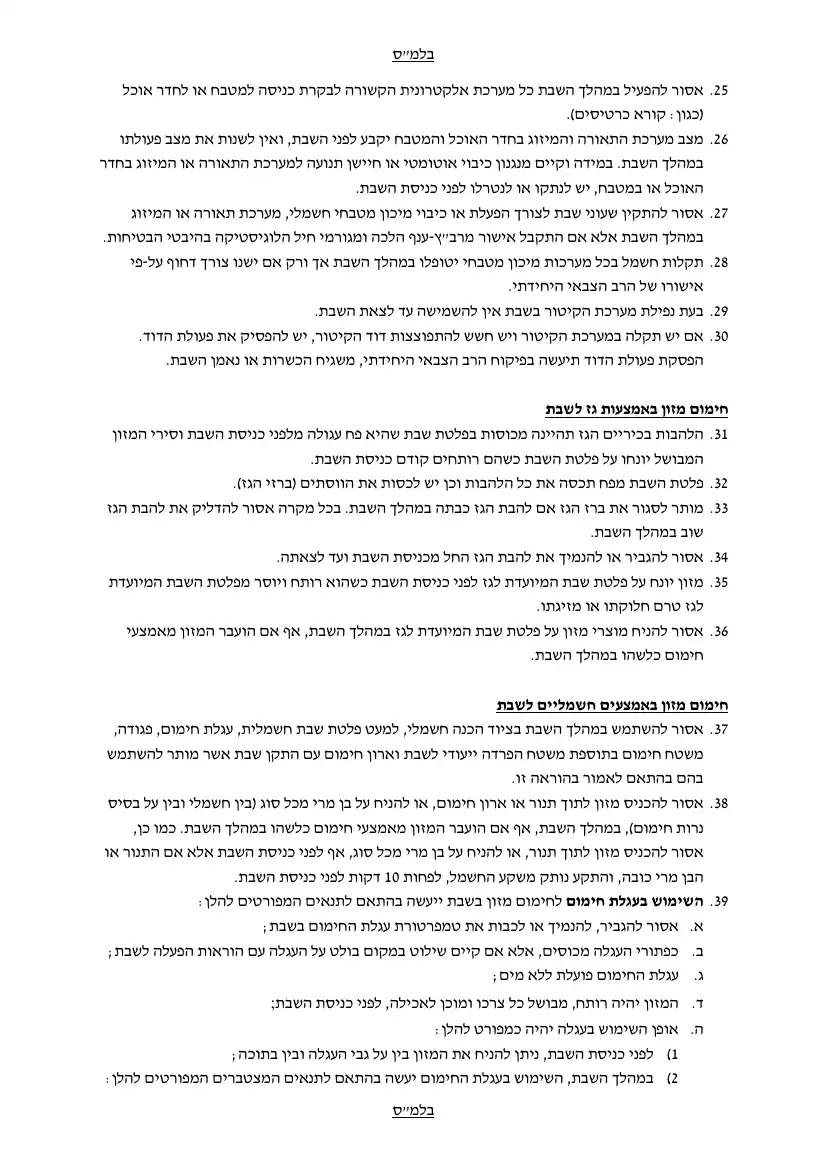 בלמ״ס
25. אסור להפעיל במהלך השבת כל מערכת אלקטרונית הקשורה לבקרת כניסה למטבח או לחדר אוכל
(כגון: קורא כרטיסים).
26. מצב מערכת התאורה והמיזוג בחדר האוכל והמטבח יקבע לפני השבת, ואין לשנות את מצב פעולתו
במהלך השבת. במידה וקיים מנגנון כיבוי אוטומטי או חיישן תנועה למערכת התאורה או המיזוג בחדר
האוכל או במטבח, יש לנתקו או לנטרלו לפני כניסת השבת.
27. אסור להתקין שעוני שבת לצורך הפעלת או כיבוי מיכון מטבחי חשמלי, מערכת תאורה או המיזוג
במהלך השבת אלא אם התקבל אישור מרב״ץ-ענף הלכה ומגורמי חיל הלוגיסטיקה בהיבטי הבטיחות.
28. תקלות חשמל בכל מערכות מיכון מטבחי יטופלו במהלך השבת אך ורק אם ישנו צורך דחוף על-פי
אישורו של הרב הצבאי היחידתי.
29. בעת נפילת מערכת הקיטור בשבת אין להשמישה עד לצאת השבת.
30. אם יש תקלה במערכת הקיטור ויש חשש להתפוצצות דוד הקיטור, יש להפסיק את פעולת הדוד.
הפסקת פעולת הדוד תיעשה בפיקוח הרב הצבאי היחידתי, משגיח הכשרות או נאמן השבת.
חימום מזון באמצעות גז לשבת
31. הלהבות בכיריים הגז תהיינה מכוסות בפלטת שבת שהיא פח עגולה מלפני כניסת השבת וסירי המזון
המבושל יונחו על פלטת השבת כשהם רותחים קודם כניסת השבת.
32. פלטת השבת מפח תכסה את כל הלהבות וכן יש לכסות את הווסתים (ברזי הגז).
33. מותר לסגור את ברז הגז אם להבת הגז כבתה במהלך השבת. בכל מקרה אסור להדליק את להבת הגז
שוב במהלך השבת.
34. אסור להגביר או להנמיך את להבת הגז החל מכניסת השבת ועד לצאתה.
35. מזון יונח על פלטת שבת המיועדת לגז לפני כניסת השבת כשהוא רותח ויוסר מפלטת השבת המיועדת
לגז טרם חלוקתו או מזיגתו.
36. אסור להניח מוצרי מזון על פלטת שבת המיועדת לגז במהלך השבת, אף אם הועבר המזון מאמצעי
חימום כלשהו במהלך השבת.
חימום מזון באמצעים חשמליים לשבת
37. אסור להשתמש במהלך השבת בציוד הכנה חשמלי, למעט פלטת שבת חשמלית, עגלת חימום, פגודה,
משטח חימום בתוספת משטח הפרדה ייעודי לשבת וארון חימום עם התקן שבת אשר מותר להשתמש
בהם בהתאם לאמור בהוראה זו.
38. אסור להכניס מזון לתוך תנור או ארון חימום, או להניח על בן מרי מכל סוג (בין חשמלי ובין על בסיס
נרות חימום), במהלך השבת, אף אם הועבר המזון מאמצעי חימום כלשהו במהלך השבת. כמו כן,
אסור להכניס מזון לתוך תנור, או להניח על בן מרי מכל סוג, אף לפני כניסת השבת אלא אם התנור או
הבן מרי כובה, והתקע נותק משקע החשמל, לפחות 10 דקות לפני כניסת השבת.
39. השימוש בעגלת חימום לחימום מזון בשבת ייעשה בהתאם לתנאים המפורטים להלן:
א. אסור להגביר, להנמיך או לכבות את טמפרטורת עגלת החימום בשבת;
ב. כפתורי העגלה מכוסים, אלא אם קיים שילוט במקום בולט על העגלה עם הוראות הפעלה לשבת;
ג. עגלת החימום פועלת ללא מים;
ד. המזון יהיה רותח, מבושל כל צרכו ומוכן לאכילה, לפני כניסת השבת;
ה. אופן השימוש בעגלה יהיה כמפורט להלן:
1) לפני כניסת השבת, ניתן להניח את המזון בין על גבי העגלה ובין בתוכה;
2) במהלך השבת, השימוש בעגלת החימום יעשה בהתאם לתנאים המצטברים המפורטים להלן:
בלמ״ס